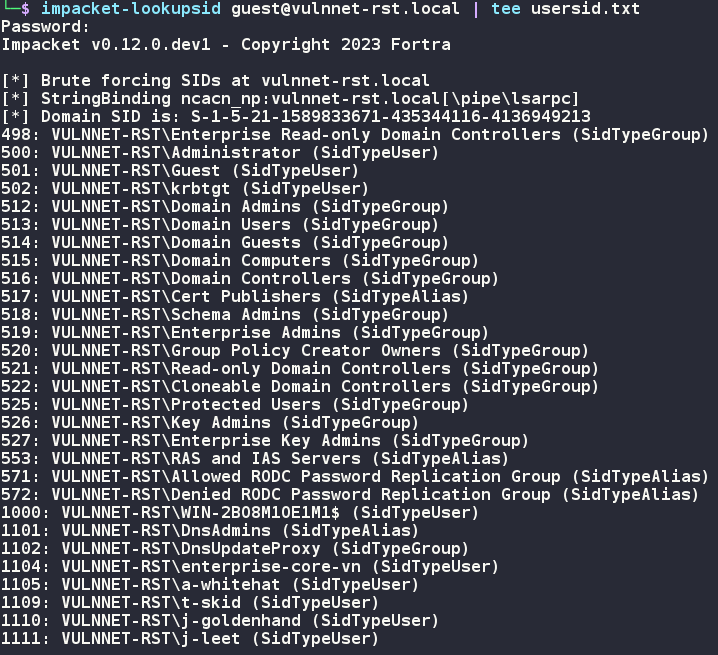 └─$ impacket-lookupsid guest@vulnnet-rst.local | tee usersid.txt
Password:
Impacket v0.12.0.dev1 - Copyright 2023 Fortra

[*] Brute forcing SIDs at vulnnet-rst.local
[*] StringBinding ncacn_np:vulnnet-rst.local[\pipe\lsarpc]
[*] Domain SID is: S-1-5-21-1589833671-435344116-4136949213
498: VULNNET-RST\Enterprise Read-only Domain Controllers (SidTypeGroup)
500: VULNNET-RST\Administrator (SidTypeUser)
501: VULNNET-RST\Guest (SidTypeUser)
502: VULNNET-RST\krbtgt (SidTypeUser)
512: VULNNET-RST\Domain Admins (SidTypeGroup)
513: VULNNET-RST\Domain Users (SidTypeGroup)
514: VULNNET-RST\Domain Guests (SidTypeGroup)
515: VULNNET-RST\Domain Computers (SidTypeGroup)
516: VULNNET-RST\Domain Controllers (SidTypeGroup)
517: VULNNET-RST\Cert Publishers (SidTypeAlias)
518: VULNNET-RST\Schema Admins (SidTypeGroup)
519: VULNNET-RST\Enterprise Admins (SidTypeGroup)
520: VULNNET-RST\Group Policy Creator Owners (SidTypeGroup)
521: VULNNET-RST\Read-only Domain Controllers (SidTypeGroup)
522: VULNNET-RST\Cloneable Domain Controllers (SidTypeGroup)
525: VULNNET-RST\Protected Users (SidTypeGroup)
526: VULNNET-RST\Key Admins (SidTypeGroup)
527: VULNNET-RST\Enterprise Key Admins (SidTypeGroup)
553: VULNNET-RST\RAS and IAS Servers (SidTypeAlias)
571: VULNNET-RST\Allowed RODC Password Replication Group (SidTypeAlias)
572: VULNNET-RST\Denied RODC Password Replication Group (SidTypeAlias)
1000: VULNNET-RST\WIN-2BO8M1OE1M1$ (SidTypeUser)
1101: VULNNET-RST\DnsAdmins (SidTypeAlias)
1102: VULNNET-RST\DnsUpdateProxy (SidTypeGroup)
1104: VULNNET-RST\enterprise-core-vn (SidTypeUser)
1105: VULNNET-RST\a-whitehat (SidTypeUser)
1109: VULNNET-RST\t-skid (SidTypeUser)
1110: VULNNET-RST\j-goldenhand (SidTypeUser)
1111: VULNNET-RST\j-leet (SidTypeUser)